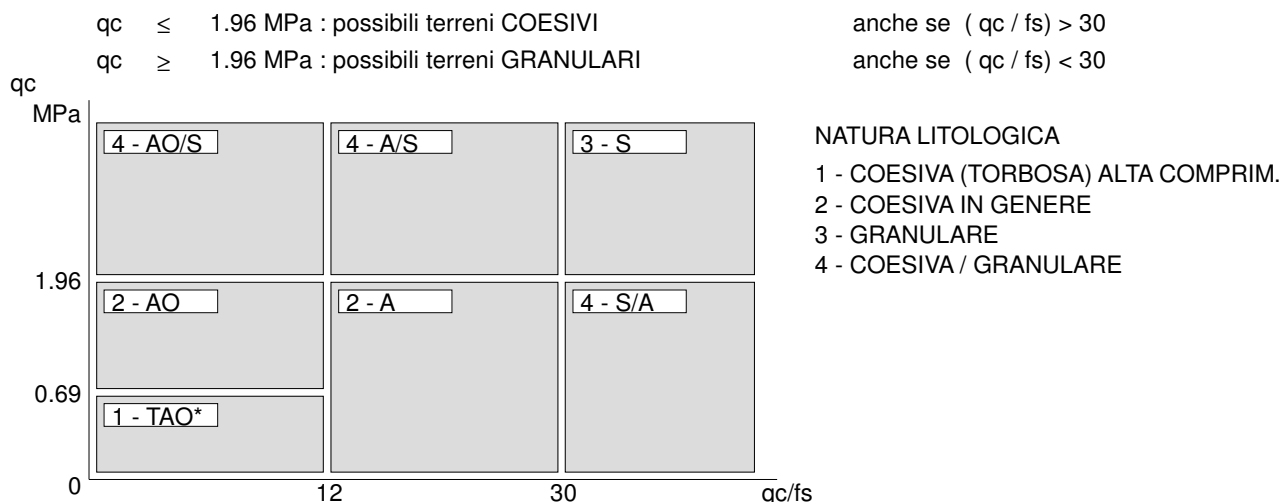 qc ≤ 1.96 MPa : possibili terreni COESIVI anche se ( qc / fs) > 30
qc ≥ 1.96 MPa : possibili terreni GRANULARI anche se ( qc / fs) < 30
qc
MPa
4 - AO/S 4 - A/S 3 - S
NATURA LITOLOGICA
1 - COESIVA (TORBOSA) ALTA COMPRIM.
2 - COESIVA IN GENERE
3 - GRANULARE
4 - COESIVA / GRANULARE
1.96
2 - AO 2 - A 4 - S/A
0.69
1 - TAO*
0
12 30 qc/fs